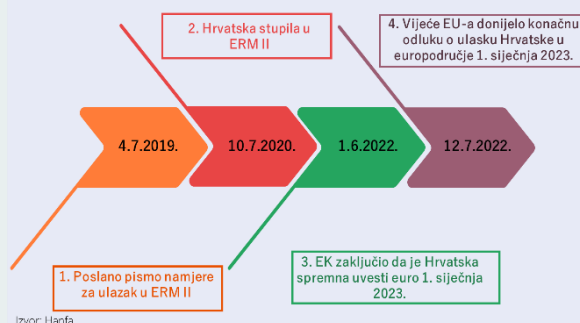 2. Hrvatska stupila u
ERM II
4. Vijeće EU-a donijelo konačnu
odluku o ulasku Hrvatske u
europodručje 1. siječnja 2023.
4.7.2019.
10.7.2020.
1.6.2022.
12.7.2022.
1. Poslano pismo namjere
za ulazak u ERM II
3. EK zaključio da je Hrvatska
spremna uvesti euro 1. siječnja
2023.
Izvor: Hanfa